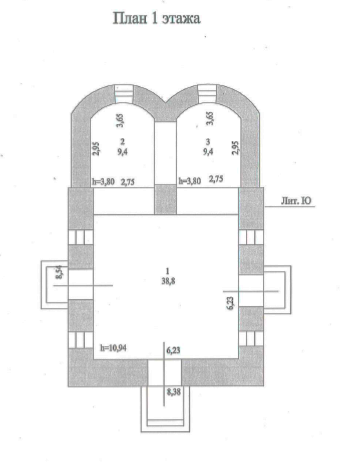 План 1 этажа
3,65
3,65
2,95
2
9,4
3
9,4
2,95
h=3,80 2,75
h=3,80 2,75
Лит. Ю
8,54
1
38,8
6,23
h=10,94
6,23
8,38